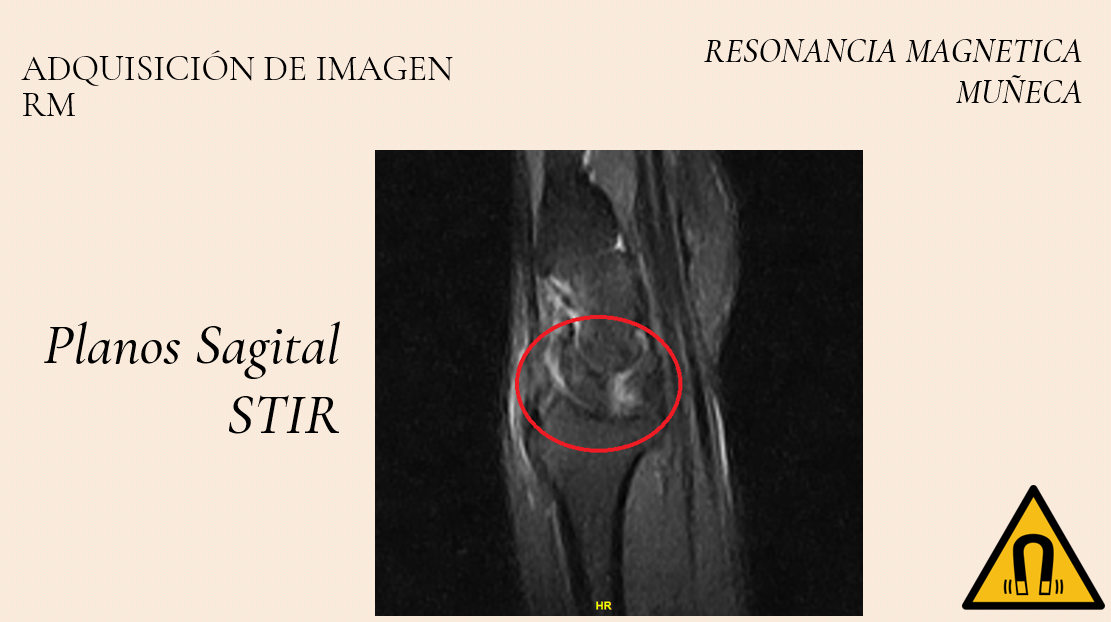 ADQUISICIÓN DE IMAGEN
RM
RESONANCIA MAGNETICA
MUÑECA
Planos Sagital
STIR
HR